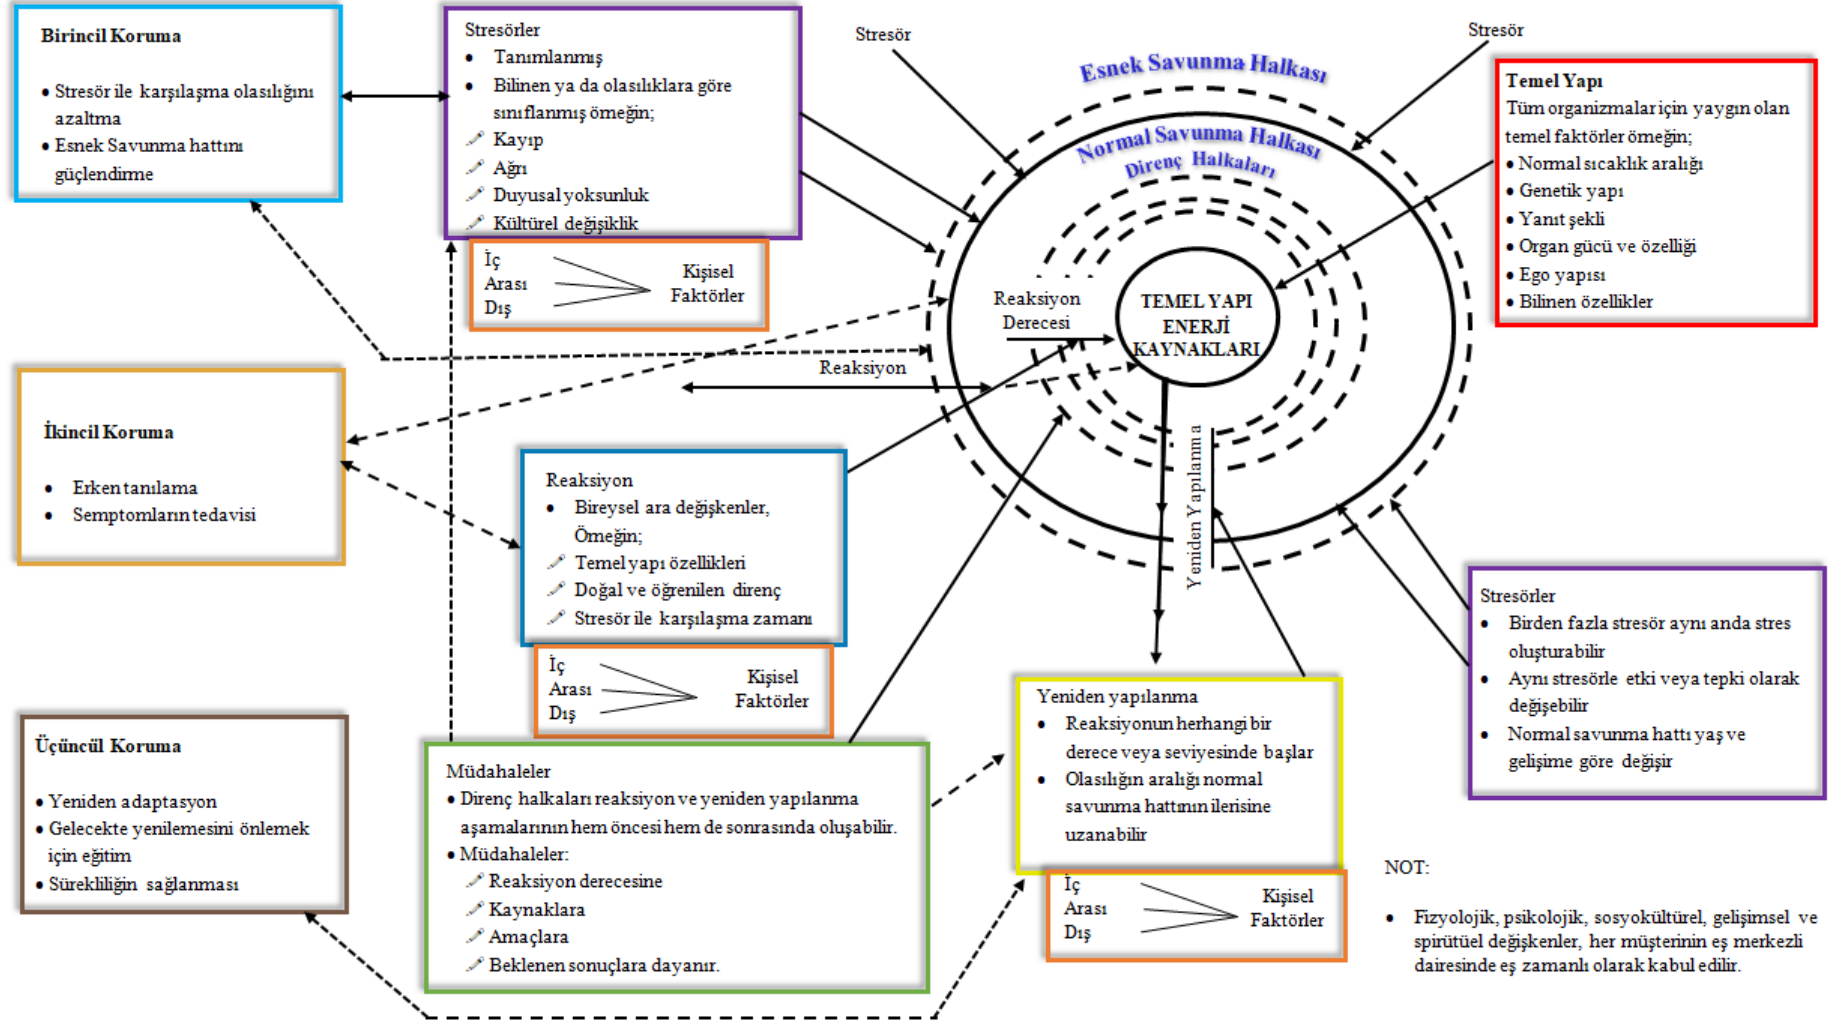 Birincil Koruma
• Stresör ile karşılaşma olasılığını
azaltma
• Esnek Savunma hattını
güçlendirme
Stresörler
• Tanımlanmış
• Bilinen ya da olasılıklara göre
sınıflanmış örneğin;
Kayıp
Ağrı
Duyusal yoksunluk
Kültürel değişiklik
İç
Arası
Dış
Kişisel
Faktörler
Stresör
Stresör
Esnek Savunma Halkası
Normal Savunma Halkası
Direnç Halkaları
Temel Yapı
Tüm organizmalar için yaygın olan
temel faktörler örneğin;
• Normal sıcaklık aralığı
• Genetik yapı
• Yanıt şekli
• Organ gücü ve özelliği
• Ego yapısı
• Bilinen özellikler
Reaksiyon
Derecesi
TEMEL YAPI
ENERJİ
KAYNAKLARI
Reaksiyon
İkincil Koruma
• Erken tanılama
• Semptomların tedavisi
Reaksiyon
• Bireysel ara değişkenler,
Örneğin;
Temel yapı özellikleri
Doğal ve öğrenilen direnç
Stresör ile karşılaşma zamanı
İç
Arası
Dış
Kişisel
Faktörler
Yeniden Yapılanma
Stresörler
• Birden fazla stresör aynı anda stres
oluşturabilir
• Aynı stresörle etki veya tepki olarak
değişebilir
• Normal savunma hattı yaş ve
gelişime göre değişir
Üçüncül Koruma
• Yeniden adaptasyon
• Gelecekte yenilemesini önlemek
için eğitim
• Sürekliliğin sağlanması
Müdahaleler
• Direnç halkaları reaksiyon ve yeniden yapılanma
aşamalarının hem öncesi hem de sonrasında oluşabilir.
• Müdahaleler:
Reaksiyon derecesine
Kaynaklara
Amaçlara
Beklenen sonuçlara dayanır.
Yeniden yapılanma
• Reaksiyonun herhangi bir
derece veya seviyesinde başlar
• Olasılığın aralığı normal
savunma hattının ilerisine
uzanabilir
İç
Arası
Dış
Kişisel
Faktörler
NOT:
• Fizyolojik, psikolojik, sosyokültürel, gelişimsel ve
spirütüel değişkenler, her müşterinin eş merkezli
dairesinde eş zamanlı olarak kabul edilir.